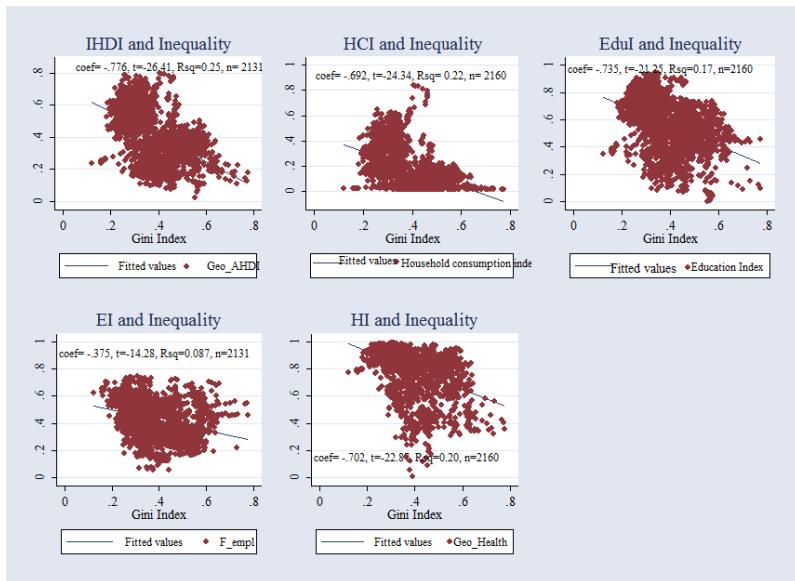 IHDI and Inequality
coef= -.776, t=-26.41, Rsq=0.25, n= 2131
.8
.6
.4
.2
0
0 .2 .4 .6 .8
Gini Index
Fitted values Geo_AHDI
HCI and Inequality
coef= -.692, t=-24.34, Rsq= 0.22, n= 2160
1
.8
.6
.4
.2
0
0 .2 .4 .6 .8
Gini Index
Fitted values Household consumption inde
EduI and Inequality
coef= -.735, t=-21.25, Rsq=0.17, n=2160
1
.8
.6
.4
.2
0
0 .2 .4 .6 .8
Gini Index
Fitted values Education Index
EI and Inequality
coef= -.375, t=-14.28, Rsq=0.087, n=2131
1
.8
.6
.4
.2
0
0 .2 .4 .6 .8
Gini Index
Fitted values F_empl
HI and Inequality
1
.8
.6
.4
.2
0
coef= -.702, t=-22.87, Rsq=0.20, n=2160
0 .2 .4 .6 .8
Gini Index
Fitted values Geo_Health